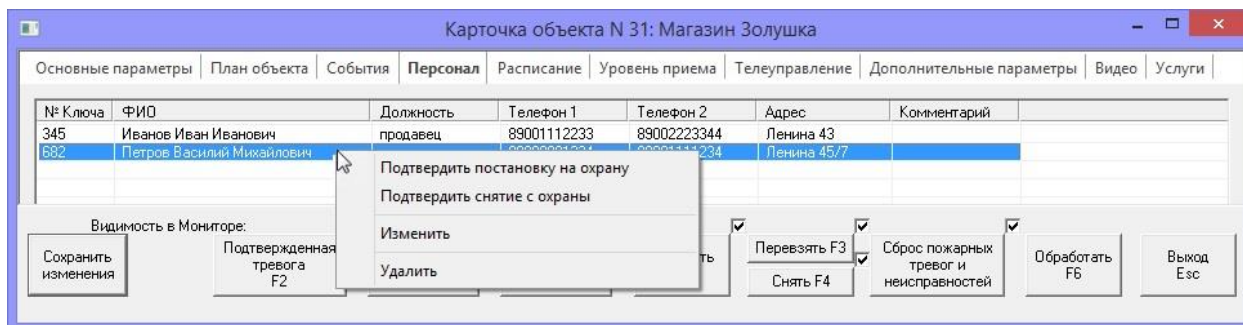 Карточка объекта N 31: Магазин Золушка
Основные параметры План объекта События Персонал Расписание Уровень приема Телеуправление Дополнительные параметры Видео Услуги
№ Ключа ФИО Должность Телефон 1 Телефон 2 Адрес Комментарий
345 Иванов Иван Иванович продавец 89001112233 89002223344 Ленина 43
682 Петров Василий Михайлович Ленина 45/7
Подтвердить постановку на охрану
Подтвердить снятие с охраны
Изменить
Удалить
Видимость в Мониторе:
Сохранить
изменения
Подтвержденная
тревога
F2
Перевзять F3
Снять F4
Сброс пожарных
тревог и
неисправностей
Обработать
F6
Выход
Esc